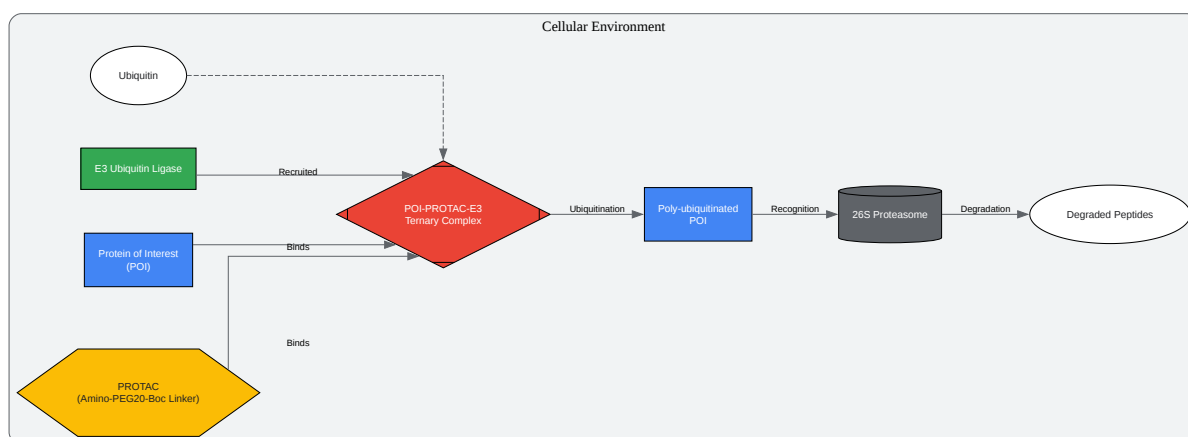 Cellular Environment
Ubiquitin
E3 Ubiquitin Ligase
Recruited
Protein of Interest
(POI)
Binds
PROTAC
(Amino-PEG20-Boc Linker)
Binds
POI-PROTAC-E3
Ternary Complex
Ubiquitination
Poly-ubiquitinated
POI
Recognition
26S Proteasome
Degradation
Degraded Peptides